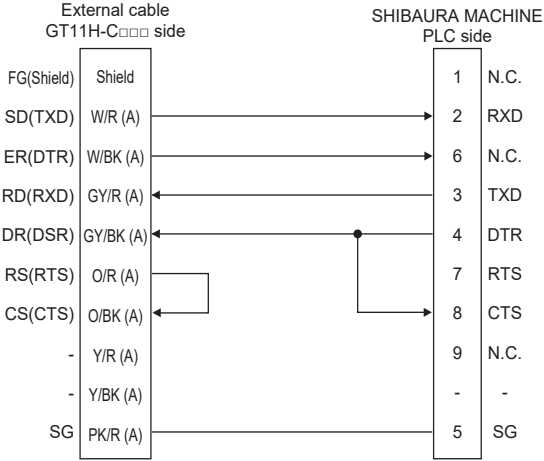 External cable
GT11H-C□□□ side
SHIBAURA MACHINE
PLC side
FG(Shield) Shield 1 N.C.
SD(TXD) W/R (A) 2 RXD
ER(DTR) W/BK (A) 6 N.C.
RD(RXD) GY/R (A) 3 TXD
DR(DSR) GY/BK (A) 4 DTR
RS(RTS) O/R (A) 7 RTS
CS(CTS) O/BK (A) 8 CTS
- Y/R (A) 9 N.C.
- Y/BK (A) - -
SG PK/R (A) 5 SG